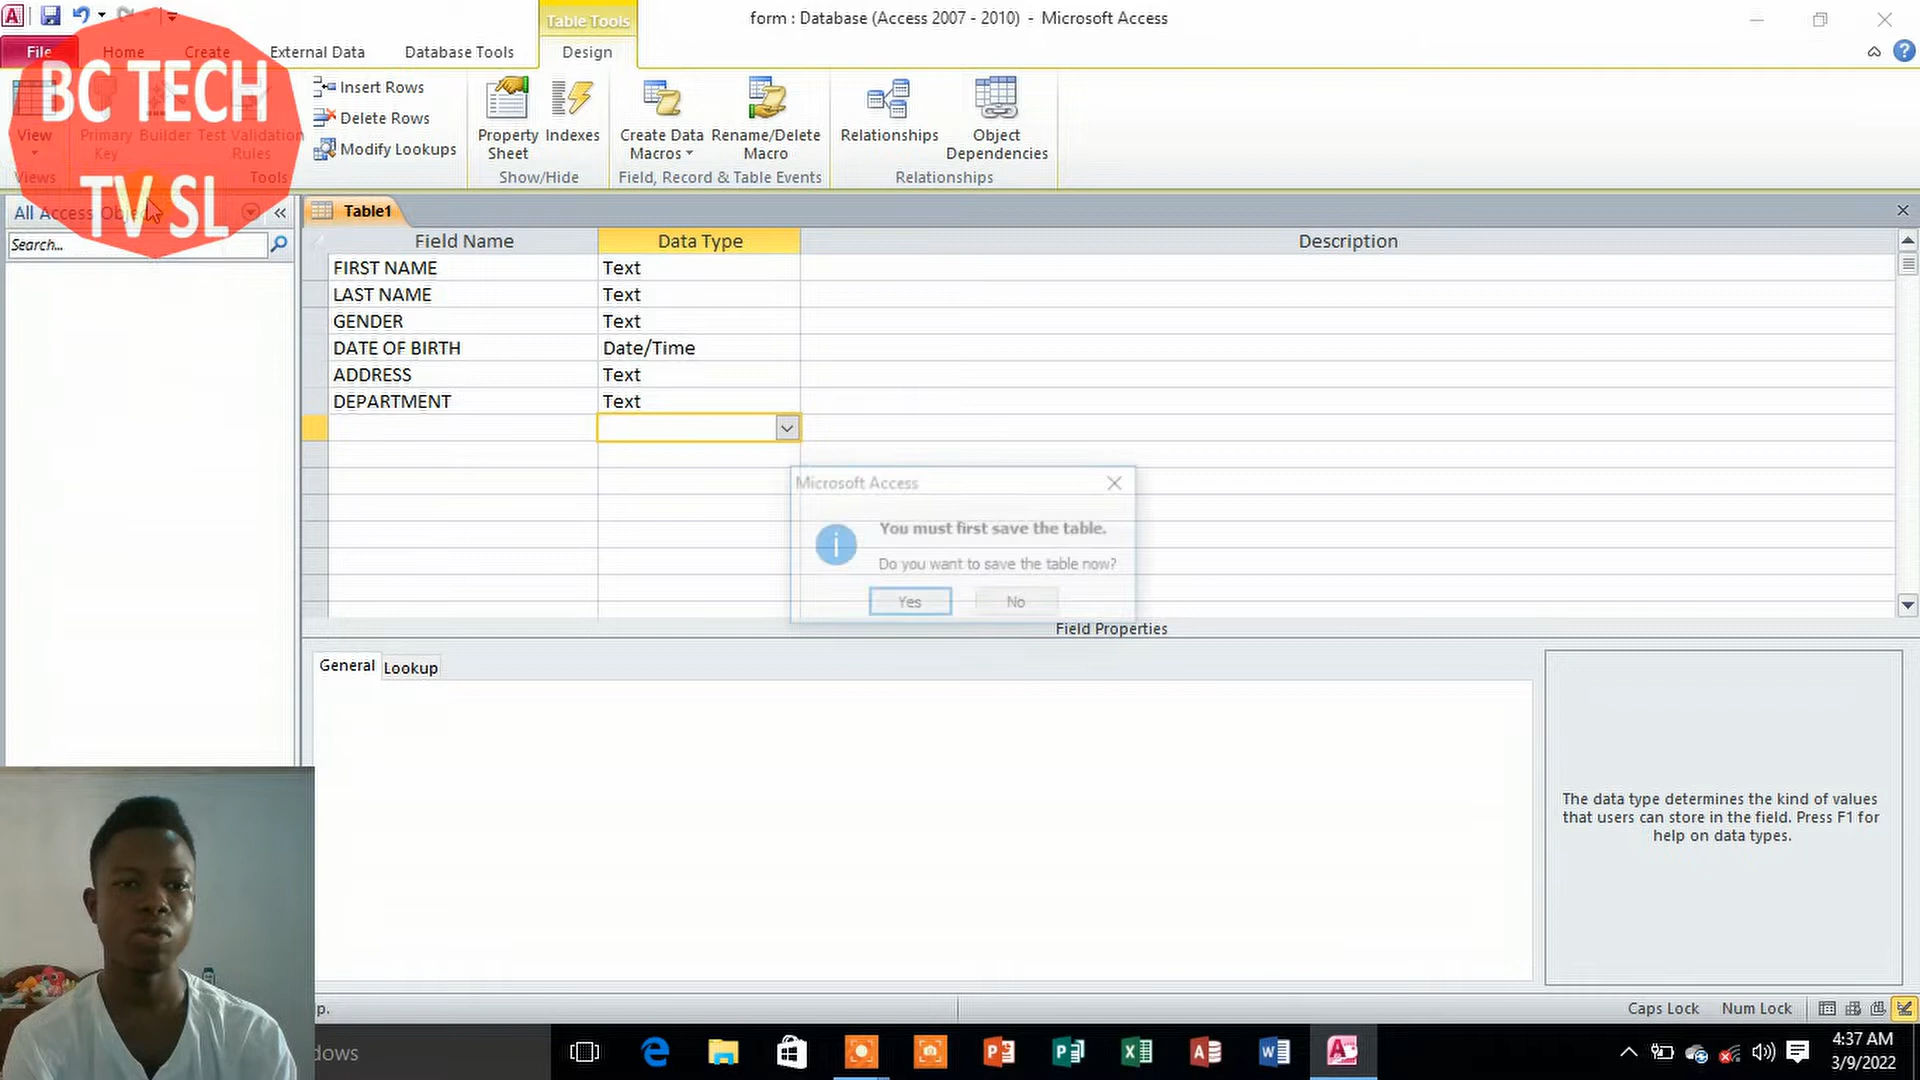 form : Database (Access 2007 - 2010) - Microsoft Access
Table Tools
File Home Create External Data Database Tools Design
BC TECH
TV SL
View
Primary Key
Builder
Test Validation Rules
Insert Rows
Delete Rows
Modify Lookups
Property Sheet
Indexes
Create Data Macros
Rename/Delete Macro
Relationships
Object Dependencies
Views
Tools
Show/Hide
Field, Record & Table Events
Relationships
All Access Obje
Search...
Table1
Field Name Data Type Description
FIRST NAME Text
LAST NAME Text
GENDER Text
DATE OF BIRTH Date/Time
ADDRESS Text
DEPARTMENT Text
Microsoft Access
You must first save the table.
Do you want to save the table now?
Yes No
Field Properties
General Lookup
The data type determines the kind of values
that users can store in the field. Press F1 for
help on data types.
p.
Caps Lock Num Lock
dows
4:37 AM
3/9/2022